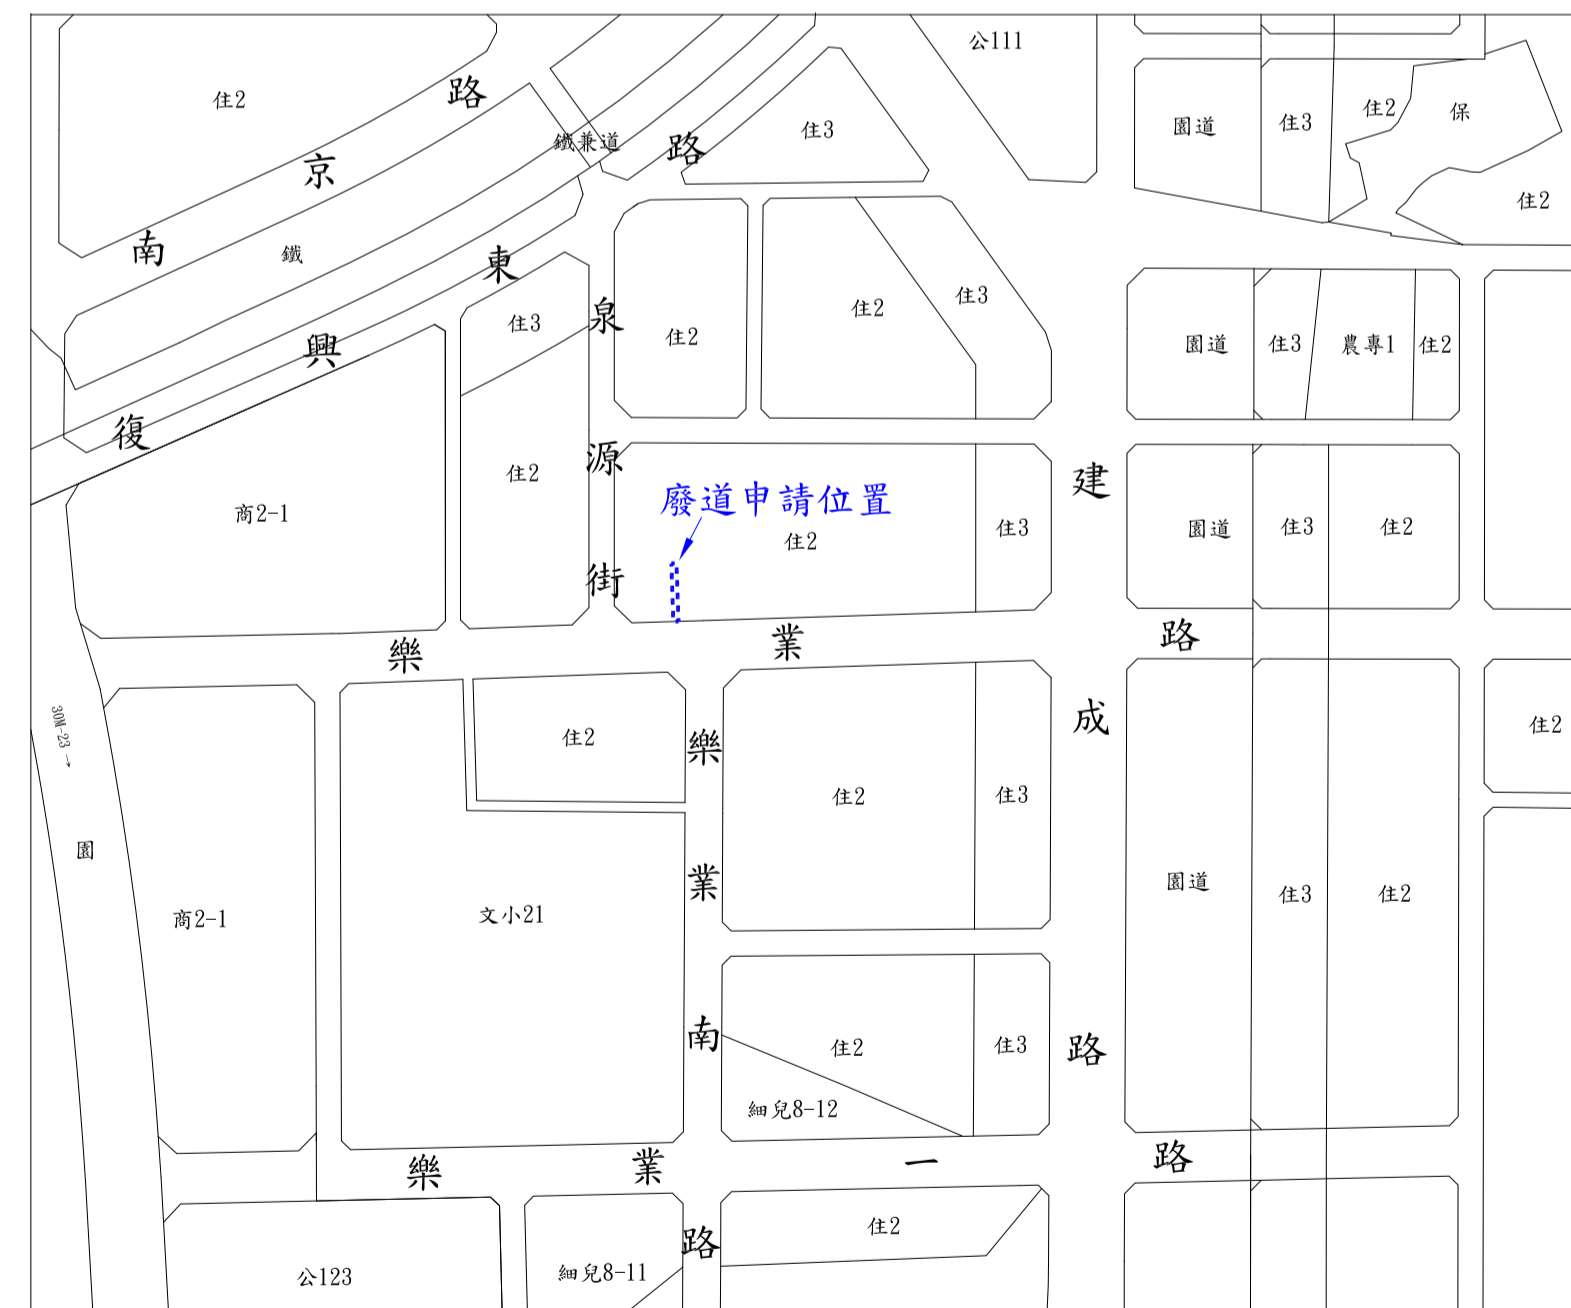 南京路
復興東路
泉源街
樂業路
建成路
樂業南路
樂業一路
廢道申請位置
住2
鐵兼道
鐵
住3
公111
園道
住3
住2
保
住2
住3
住2
住2
住2
住3
園道
住3
農專1
住2
商2-1
住2
住3
園道
住3
住2
30M-23→
園
商2-1
住2
文小21
住2
住3
園道
住3
住2
住2
住2
住3
細兒8-12
公123
細兒8-11
住2